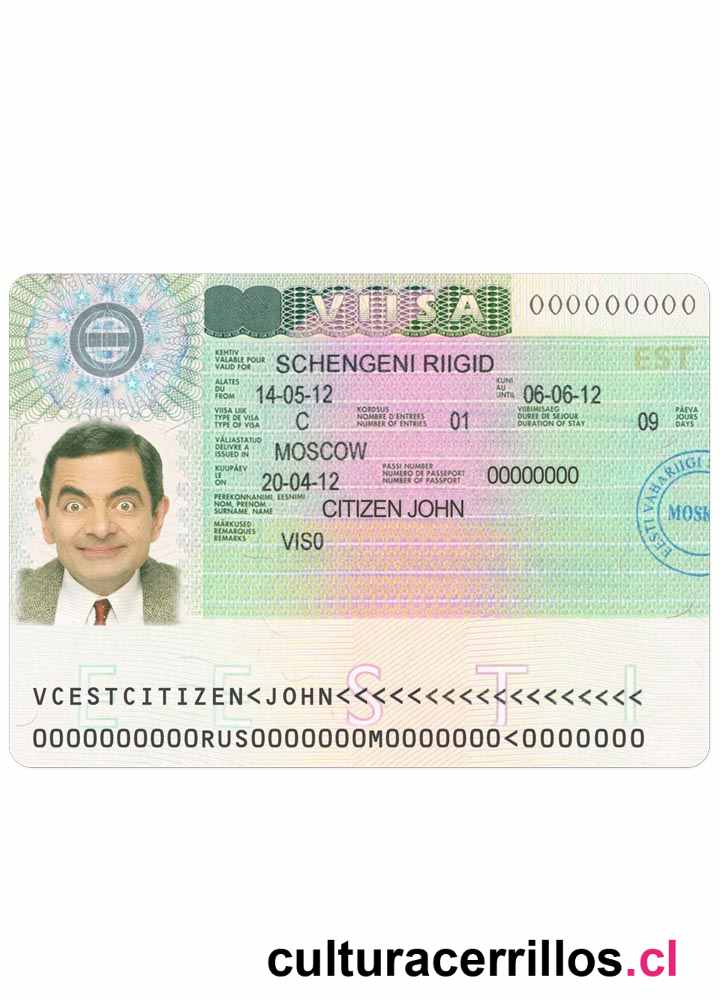 VIISA 000000000
KEHTIV
VALABLE POUR
VALID FOR
SCHENGENI RIIGID
EST
ALATES
DU
FROM
14-05-12
KUNI
AU
UNTIL
06-06-12
VIISA LIIK
TYPE DE VISA
TYPE OF VISA
C
KORDSUS
NOMBRE D'ENTREES
NUMBER OF ENTRIES
01
VIIBIMISAEG
DUREE DE SEJOUR
DURATION OF STAY
09
PÄEVA
JOURS
DAYS
VÄLJASTATUD
DELIVRE A
ISSUED IN
MOSCOW
KUUPÄEV
LE
ON
20-04-12
PASSI NUMBER
NUMERO DE PASSEPORT
NUMBER OF PASSPORT
00000000
PEREKONNANIMI, EESNIMI
NOM, PRENOM
SURNAME, NAME
CITIZEN JOHN
MÄRKUSED
REMARQUES
REMARKS
VIS0
EESTI VABARIIGI
MOSK
EESTI
VCESTCITIZEN<JOHN<<<<<<<<<<<<<<<<<<
0000000000RUS0000000M0000000<0000000
culturacerrillos.cl